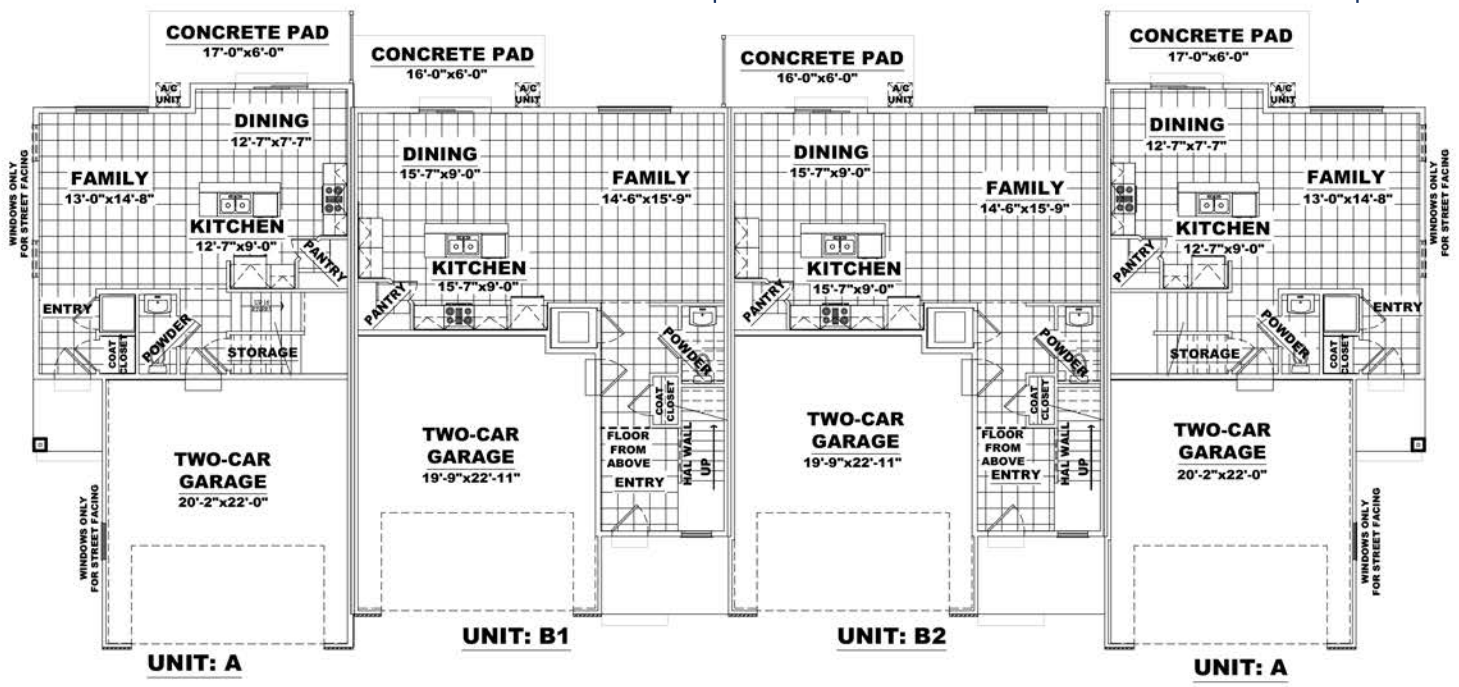 CONCRETE PAD
17'-0"x6'-0"
A/C
UNIT
DINING
12'-7"x7'-7"
FAMILY
13'-0"x14'-8"
WINDOWS ONLY
FOR STREET FACING
KITCHEN
12'-7"x9'-0"
PANTRY
ENTRY
COAT
CLOSET
POWDER
STORAGE
TWO-CAR
GARAGE
20'-2"x22'-0"
WINDOWS ONLY
FOR STREET FACING
UNIT: A
CONCRETE PAD
16'-0"x6'-0"
A/C
UNIT
DINING
15'-7"x9'-0"
FAMILY
14'-6"x15'-9"
KITCHEN
15'-7"x9'-0"
PANTRY
POWDER
COAT
CLOSET
TWO-CAR
GARAGE
19'-9"x22'-11"
FLOOR
FROM
ABOVE
ENTRY
HAL WALL
UP
UNIT: B1
CONCRETE PAD
16'-0"x6'-0"
A/C
UNIT
DINING
15'-7"x9'-0"
FAMILY
14'-6"x15'-9"
KITCHEN
15'-7"x9'-0"
PANTRY
POWDER
COAT
CLOSET
TWO-CAR
GARAGE
19'-9"x22'-11"
FLOOR
FROM
ABOVE
ENTRY
HAL WALL
UP
UNIT: B2
CONCRETE PAD
17'-0"x6'-0"
A/C
UNIT
DINING
12'-7"x7'-7"
FAMILY
13'-0"x14'-8"
WINDOWS ONLY
FOR STREET FACING
KITCHEN
12'-7"x9'-0"
PANTRY
ENTRY
POWDER
COAT
CLOSET
STORAGE
TWO-CAR
GARAGE
20'-2"x22'-0"
WINDOWS ONLY
FOR STREET FACING
UNIT: A